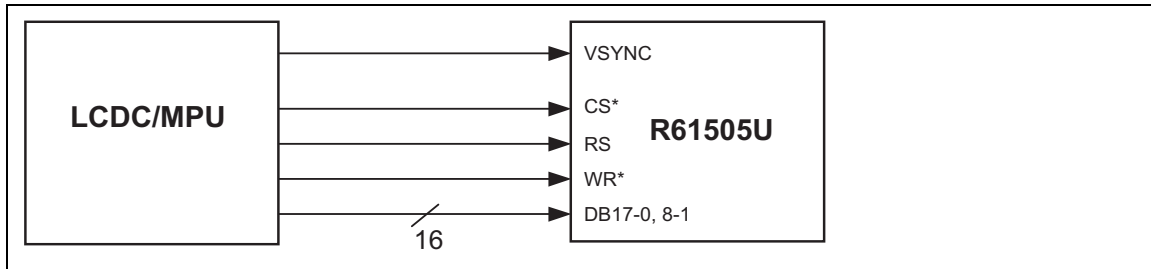 LCDC/MPU
VSYNC
CS*
R61505U
RS
WR*
DB17-0, 8-1
16